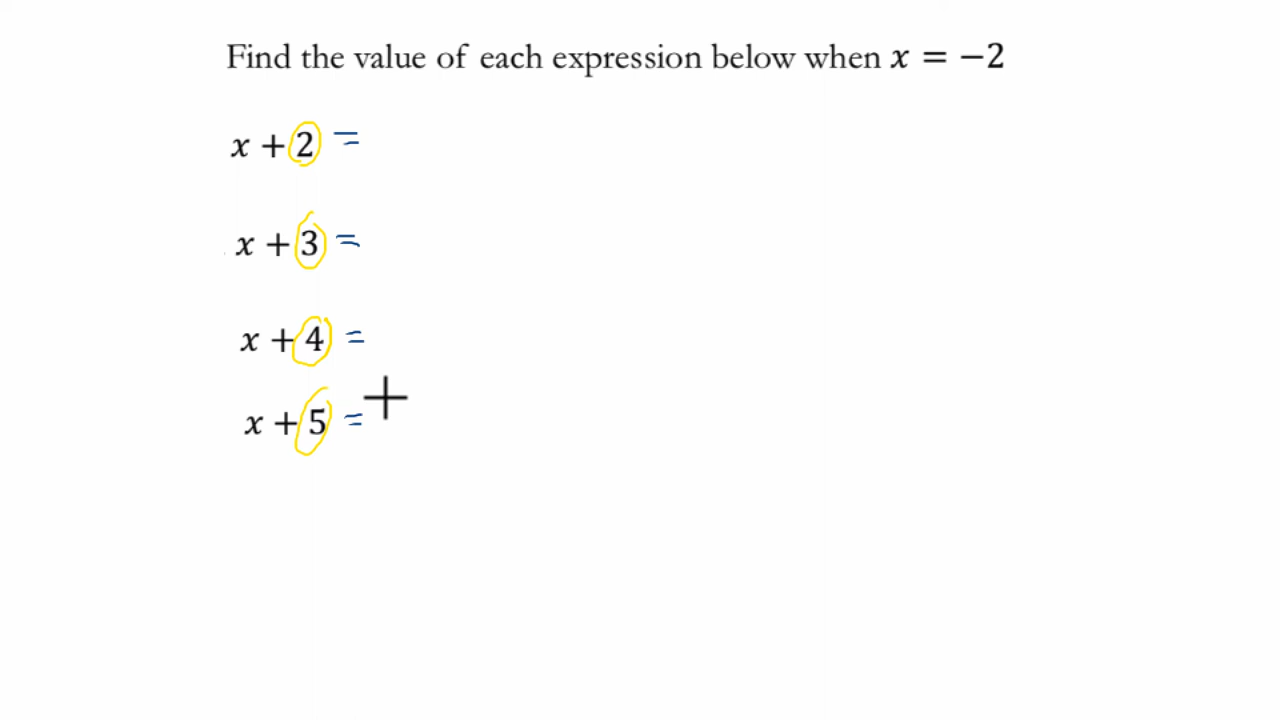 Find the value of each expression below when x = −2
x + 2 =
x + 3 =
x + 4 =
x + 5 =